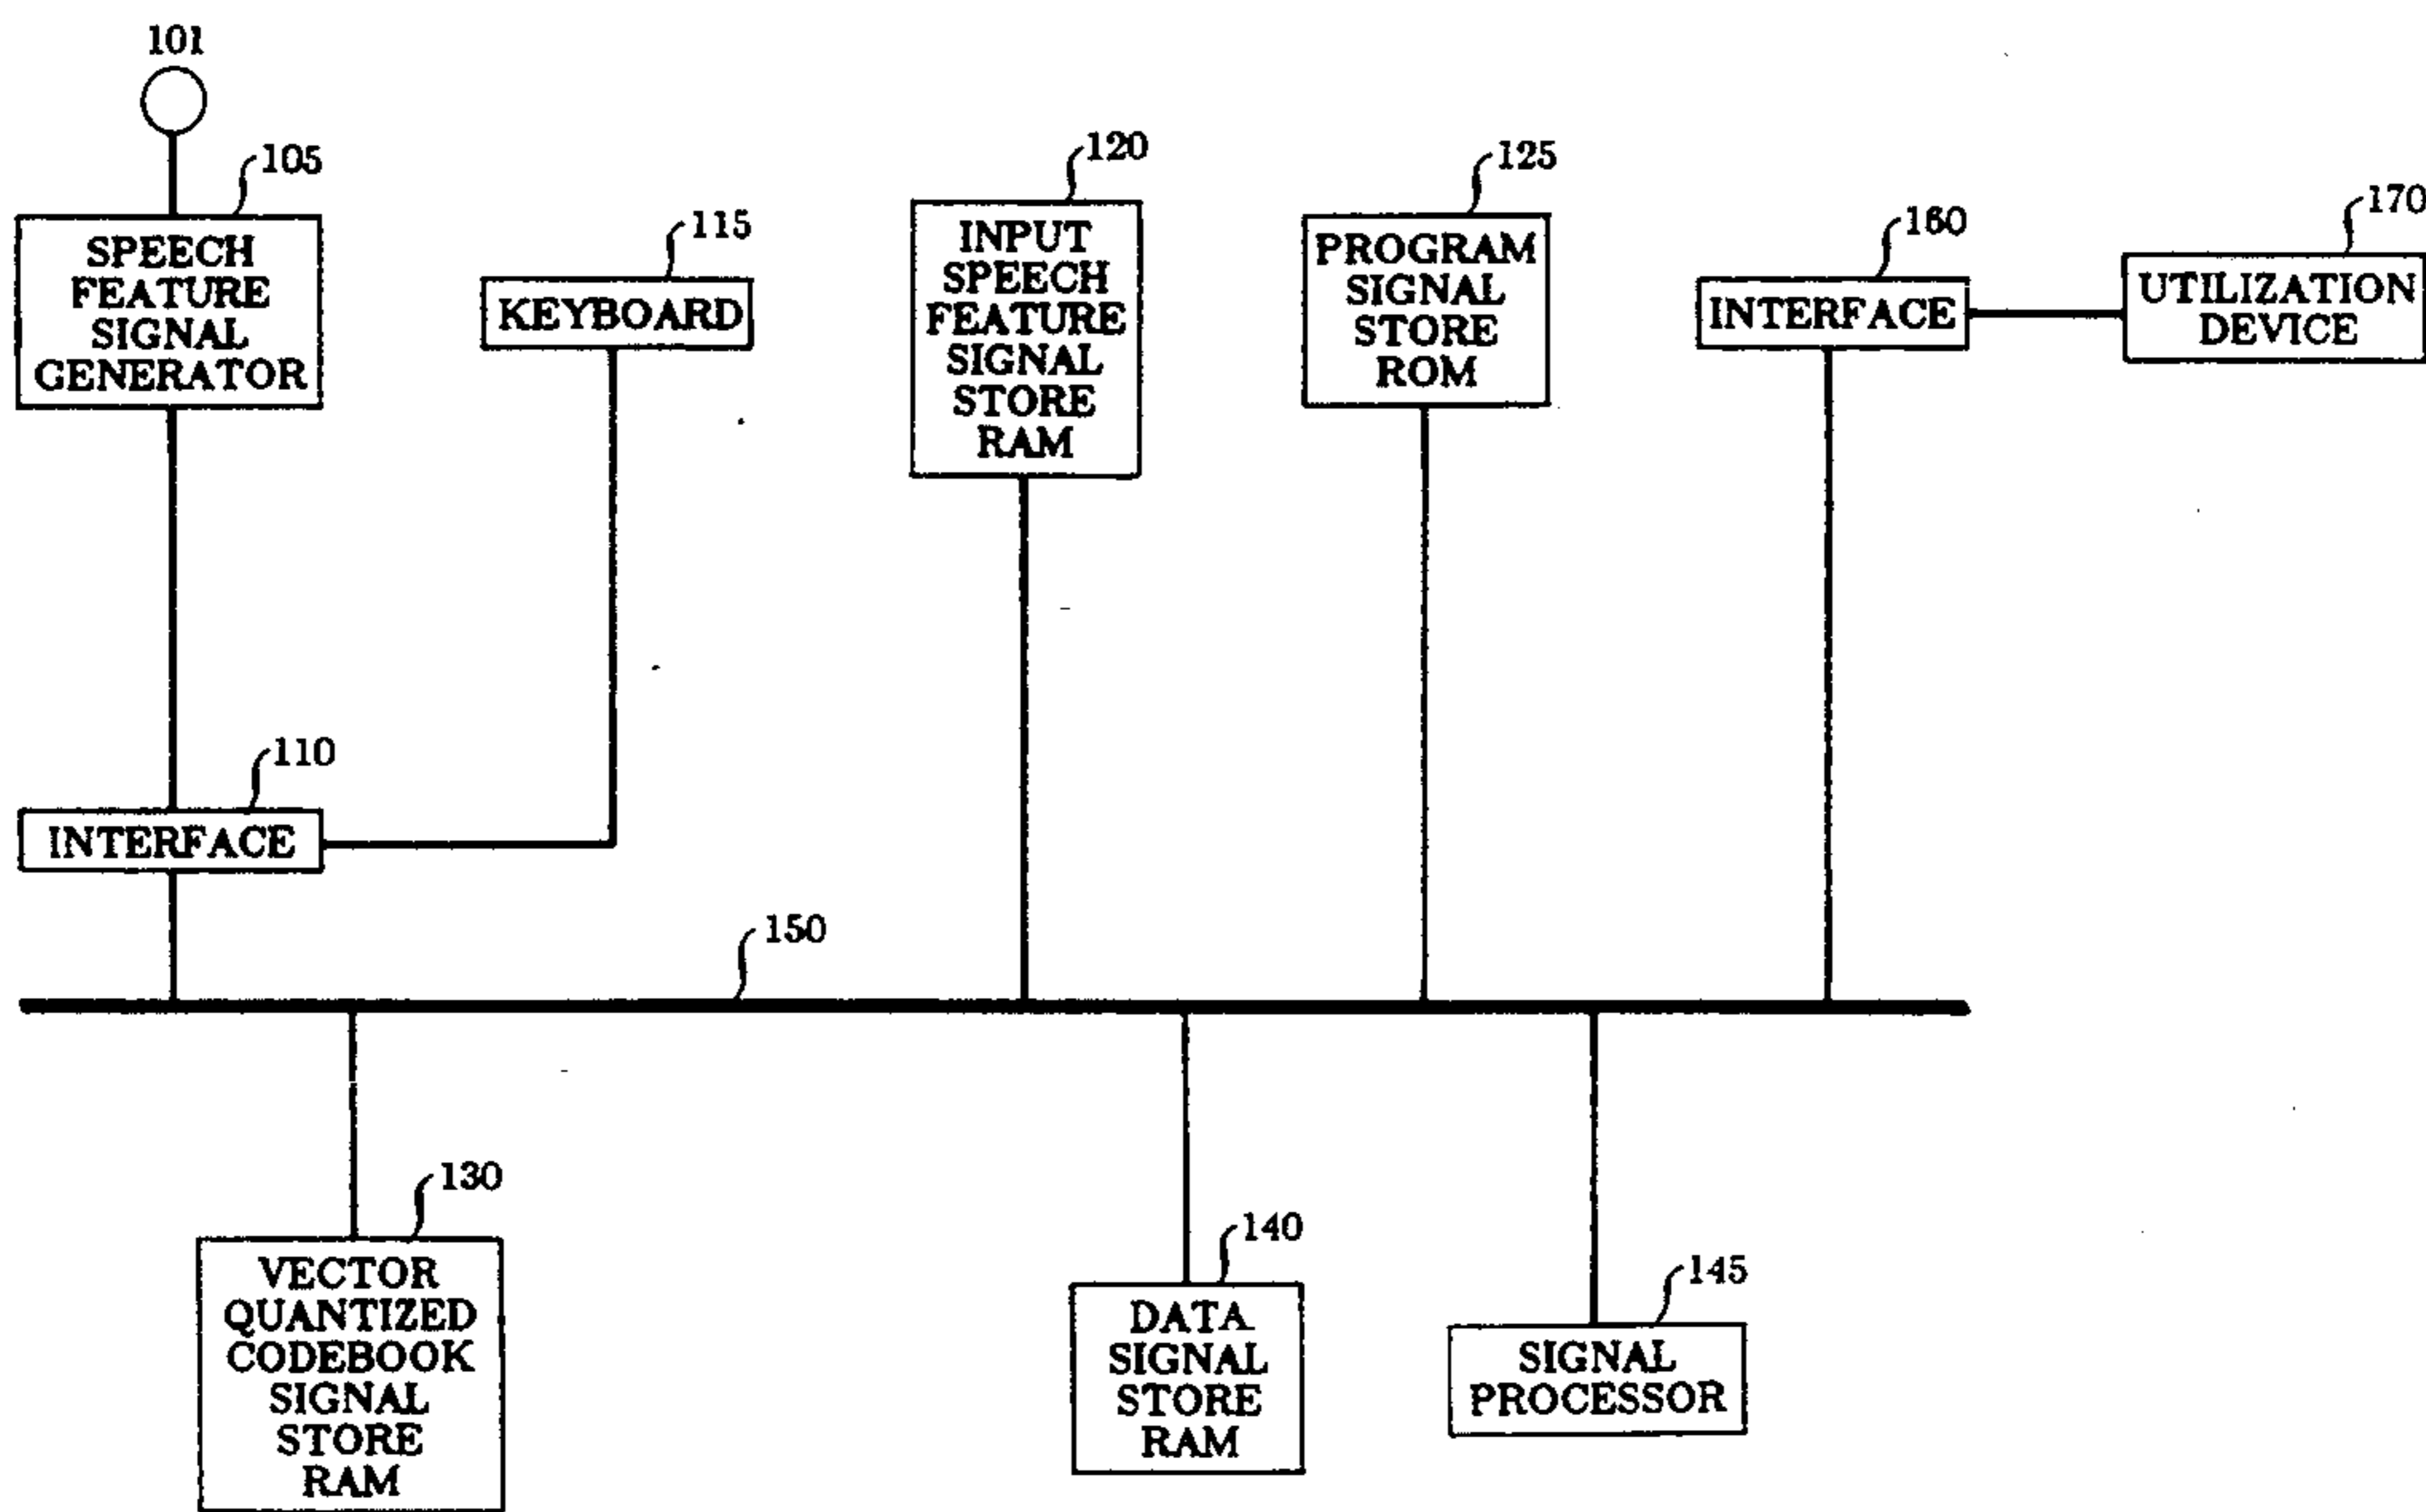 101
105
SPEECH
FEATURE
SIGNAL
GENERATOR
115
KEYBOARD
120
INPUT
SPEECH
FEATURE
SIGNAL
STORE
RAM
125
PROGRAM
SIGNAL
STORE
ROM
160
INTERFACE
170
UTILIZATION
DEVICE
110
INTERFACE
150
130
VECTOR
QUANTIZED
CODEBOOK
SIGNAL
STORE
RAM
140
DATA
SIGNAL
STORE
RAM
145
SIGNAL
PROCESSOR